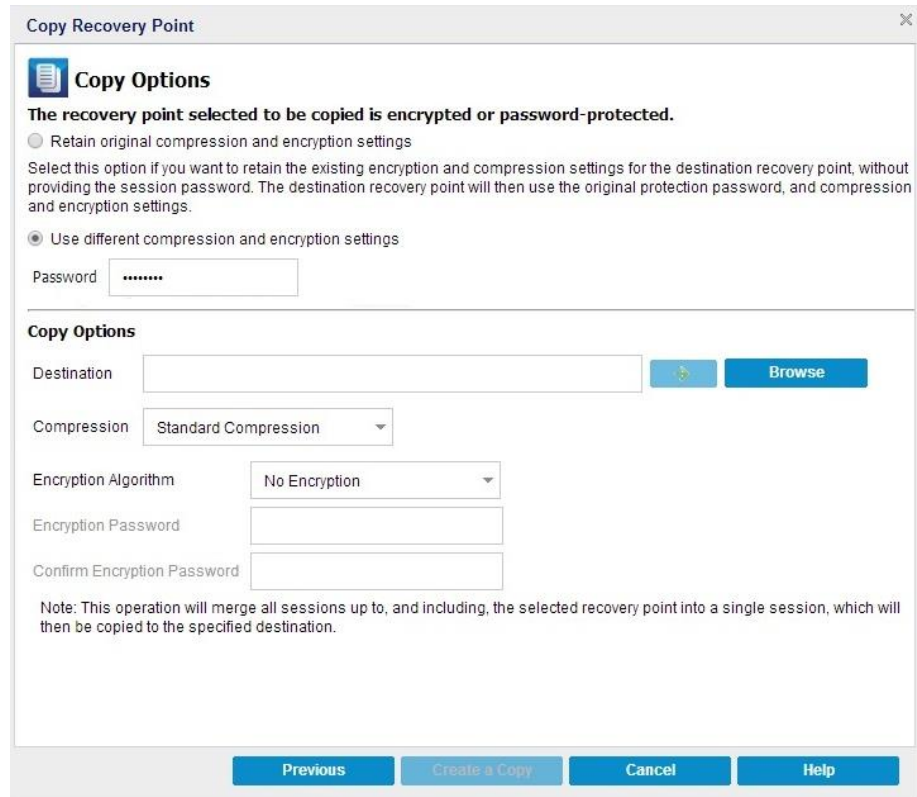 Copy Recovery Point
Copy Options
The recovery point selected to be copied is encrypted or password-protected.
Retain original compression and encryption settings
Select this option if you want to retain the existing encryption and compression settings for the destination recovery point, without
providing the session password. The destination recovery point will then use the original protection password, and compression
and encryption settings.
Use different compression and encryption settings
Password ••••••••
Copy Options
Destination Browse
Compression Standard Compression
Encryption Algorithm No Encryption
Encryption Password
Confirm Encryption Password
Note: This operation will merge all sessions up to, and including, the selected recovery point into a single session, which will
then be copied to the specified destination.
Previous Create a Copy Cancel Help